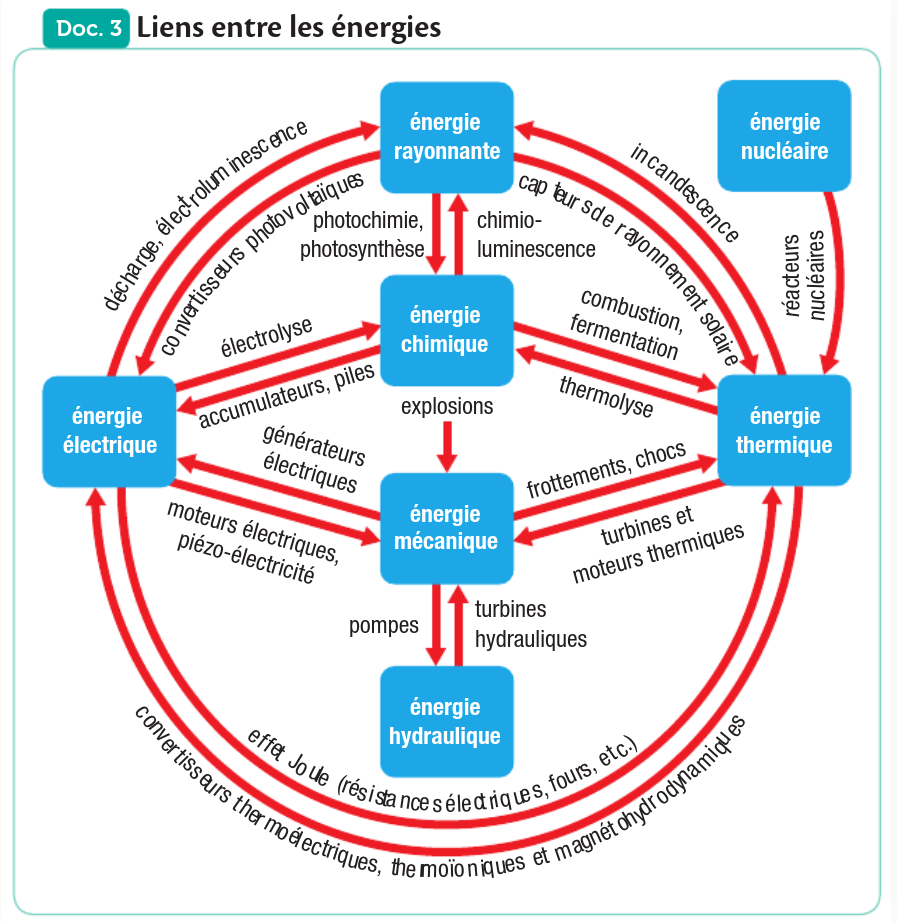 Doc. 3 Liens entre les énergies
énergie
rayonnante
énergie
nucléaire
décharge, électroluminescence
convertisseurs photovoltaïques
photochimie,
photosynthèse
chimio-
luminescence
capteurs de rayonnement solaire
incandescence
réacteurs
nucléaires
énergie
chimique
électrolyse
accumulateurs, piles
combustion,
fermentation
thermolyse
explosions
énergie
électrique
énergie
thermique
générateurs
électriques
moteurs électriques,
piézo-électricité
énergie
mécanique
frottements, chocs
turbines et
moteurs thermiques
pompes
turbines
hydrauliques
énergie
hydraulique
effet Joule (résistances électriques, fours, etc.)
convertisseurs thermoélectriques, thermoïoniques et magnétohydrodynamiques